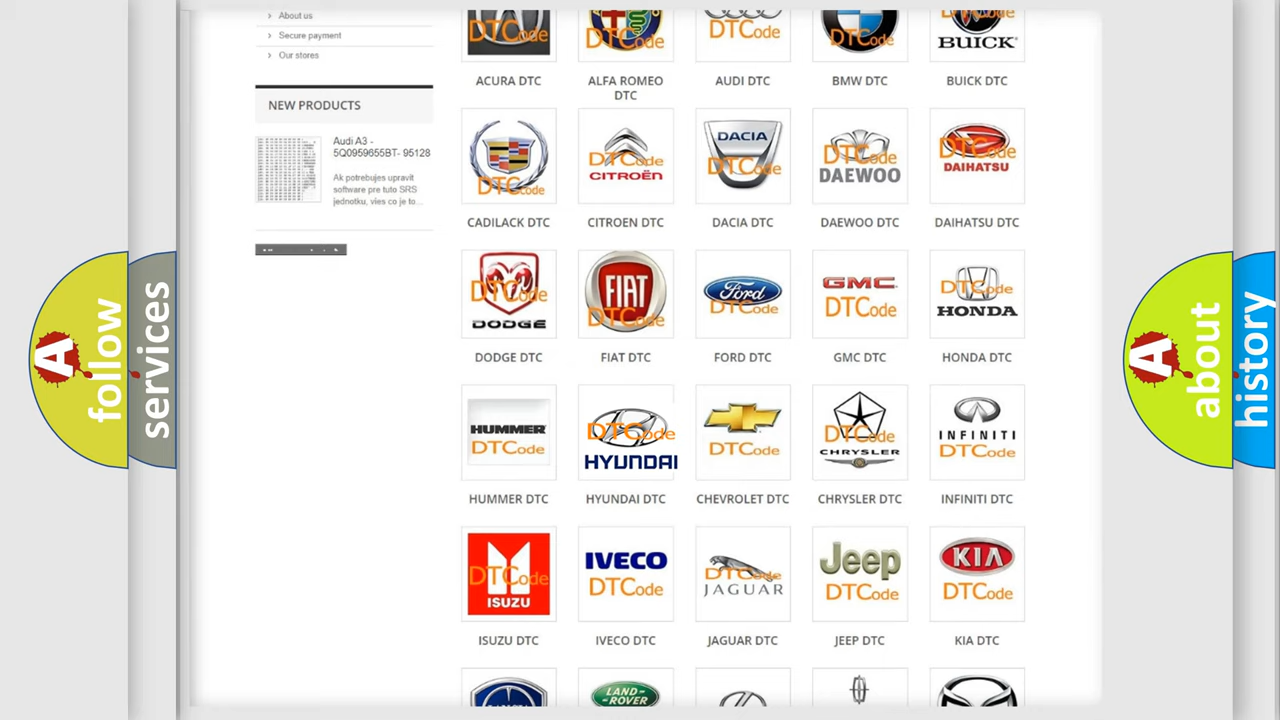 About us
Secure payment
Our stores
NEW PRODUCTS
Audi A3 -
5Q0959655BT- 95128
Ak potrebujes upravit
software pre tuto SRS
jednotku, vies co je to...
DTCode DTCode DTCode DTCode BUICK
ACURA DTC ALFA ROMEO DTC AUDI DTC BMW DTC BUICK DTC
DTCode DTCode CITROËN DACIA DTCode DTCode DAEWOO DTCode DAIHATSU
CADILACK DTC CITROEN DTC DACIA DTC DAEWOO DTC DAIHATSU DTC
DTCode DODGE FIAT DTCode Ford DTCode GMC DTCode DTCode HONDA
DODGE DTC FIAT DTC FORD DTC GMC DTC HONDA DTC
HUMMER DTCode DTCode HYUNDAI DTCode DTCode CHRYSLER INFINITI DTCode
HUMMER DTC HYUNDAI DTC CHEVROLET DTC CHRYSLER DTC INFINITI DTC
DTCode ISUZU IVECO DTCode DTCode JAGUAR Jeep DTCode KIA DTCode
ISUZU DTC IVECO DTC JAGUAR DTC JEEP DTC KIA DTC
LAND-
ROVER
A follow
services
A about
history